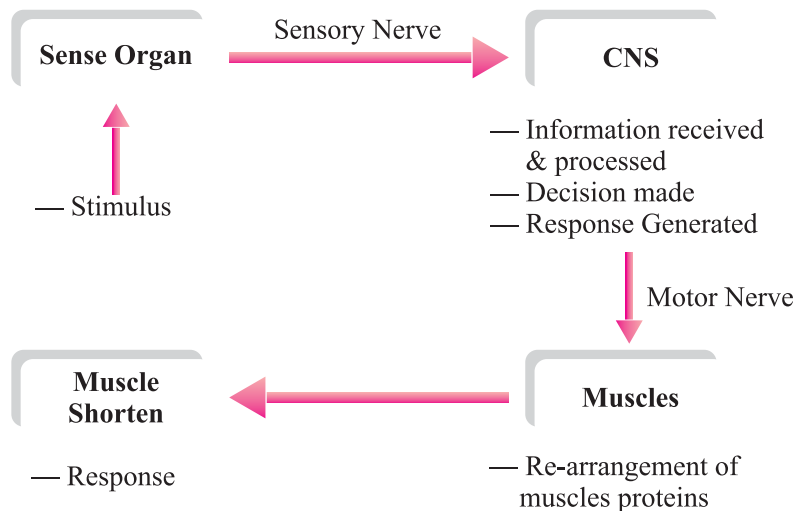 Sense Organ
Sensory Nerve
CNS
— Stimulus
— Information received
& processed
— Decision made
— Response Generated
Motor Nerve
Muscle
Shorten
Muscles
— Response
— Re-arrangement of
muscles proteins